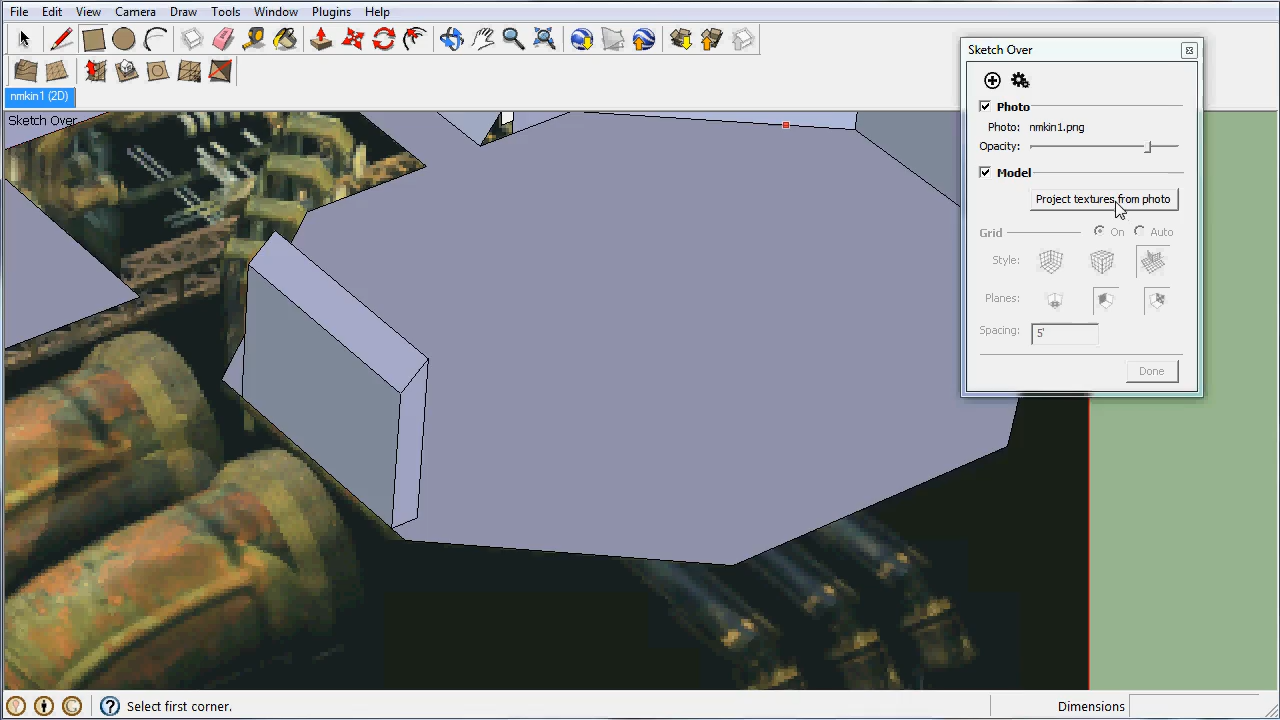 File Edit View Camera Draw Tools Window Plugins Help
nmkin1 (2D)
Sketch Over
Sketch Over
Photo
Photo: nmkin1.png
Opacity:
Model
Project textures from photo
Grid On Auto
Style:
Planes:
Spacing: 5'
Done
Select first corner.
Dimensions